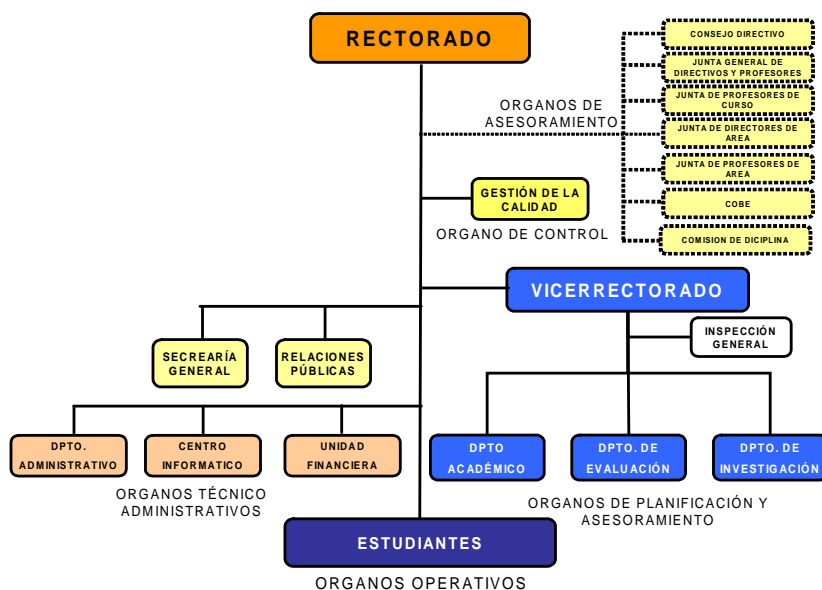 RECTORADO
CONSEJO DIRECTIVO
JUNTA GENERAL DE
DIRECTIVOS Y PROFESORES
JUNTA DE PROFESORES DE
CURSO
JUNTA DE DIRECTORES DE
AREA
JUNTA DE PROFESORES DE
AREA
COBE
COMISION DE DICIPLINA
ORGANOS DE
ASESORAMIENTO
GESTIÓN DE LA
CALIDAD
ORGANO DE CONTROL
VICERRECTORADO
INSPECCIÓN
GENERAL
SECREARÍA
GENERAL
RELACIONES
PÚBLICAS
DPTO.
ADMINISTRATIVO
CENTRO
INFORMATICO
UNIDAD
FINANCIERA
DPTO
ACADÉMICO
DPTO. DE
EVALUACIÓN
DPTO. DE
INVESTIGACIÓN
ORGANOS TÉCNICO
ADMINISTRATIVOS
ORGANOS DE PLANIFICACIÓN Y
ASESORAMIENTO
ESTUDIANTES
ORGANOS OPERATIVOS